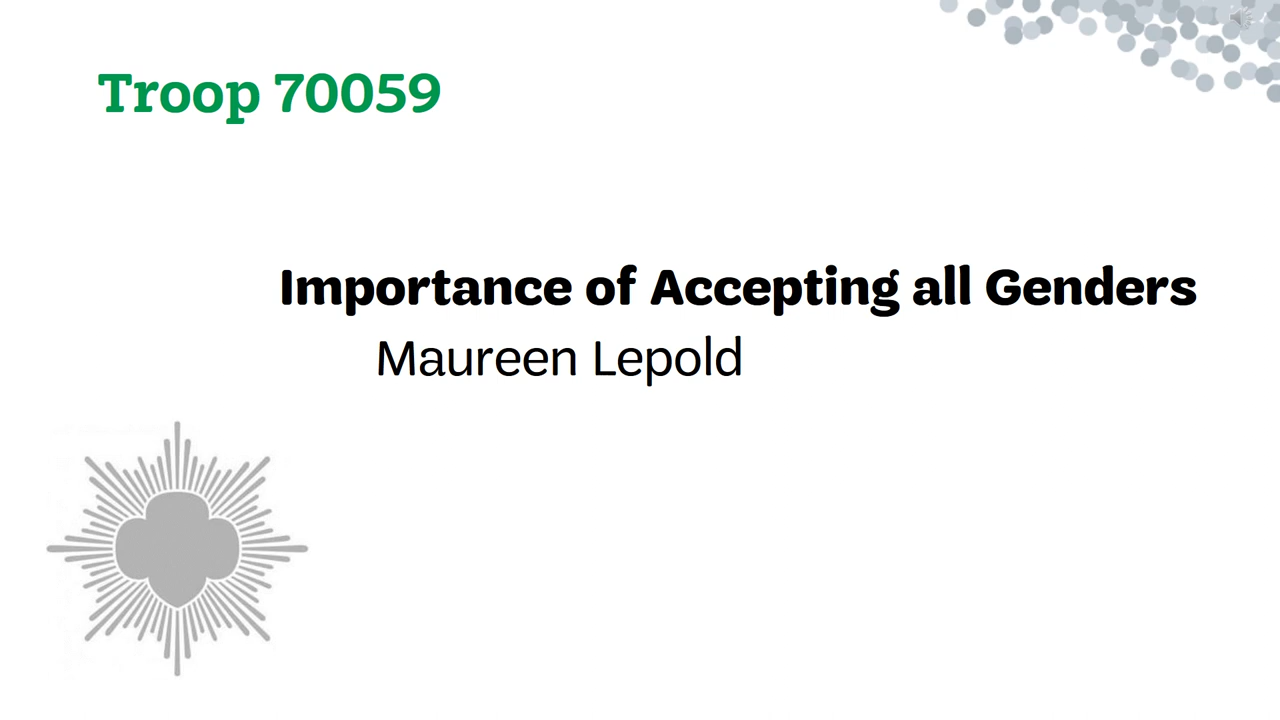 Troop 70059
Importance of Accepting all Genders
Maureen Lepold